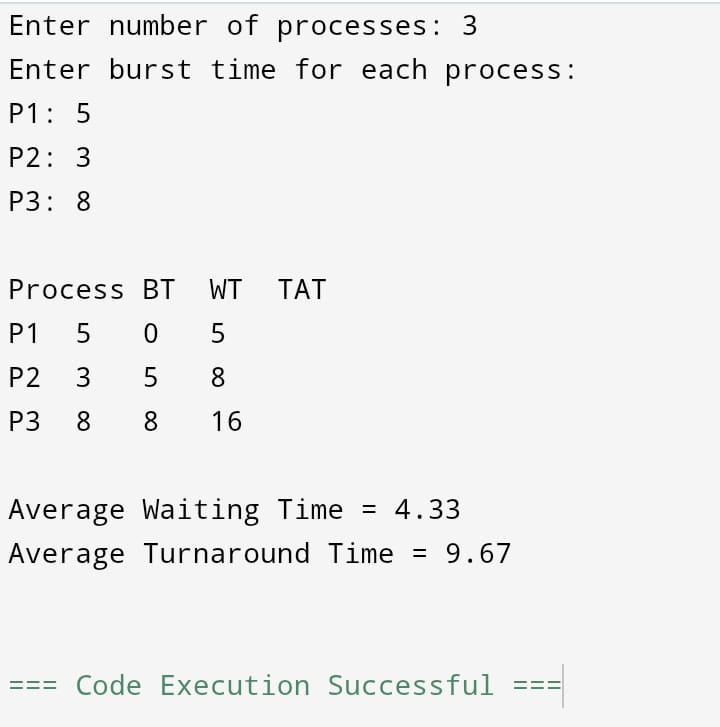 Enter number of processes: 3
Enter burst time for each process:
P1: 5
P2: 3
P3: 8
Process BT WT TAT
P1 5 0 5
P2 3 5 8
P3 8 8 16
Average Waiting Time = 4.33
Average Turnaround Time = 9.67
=== Code Execution Successful ===